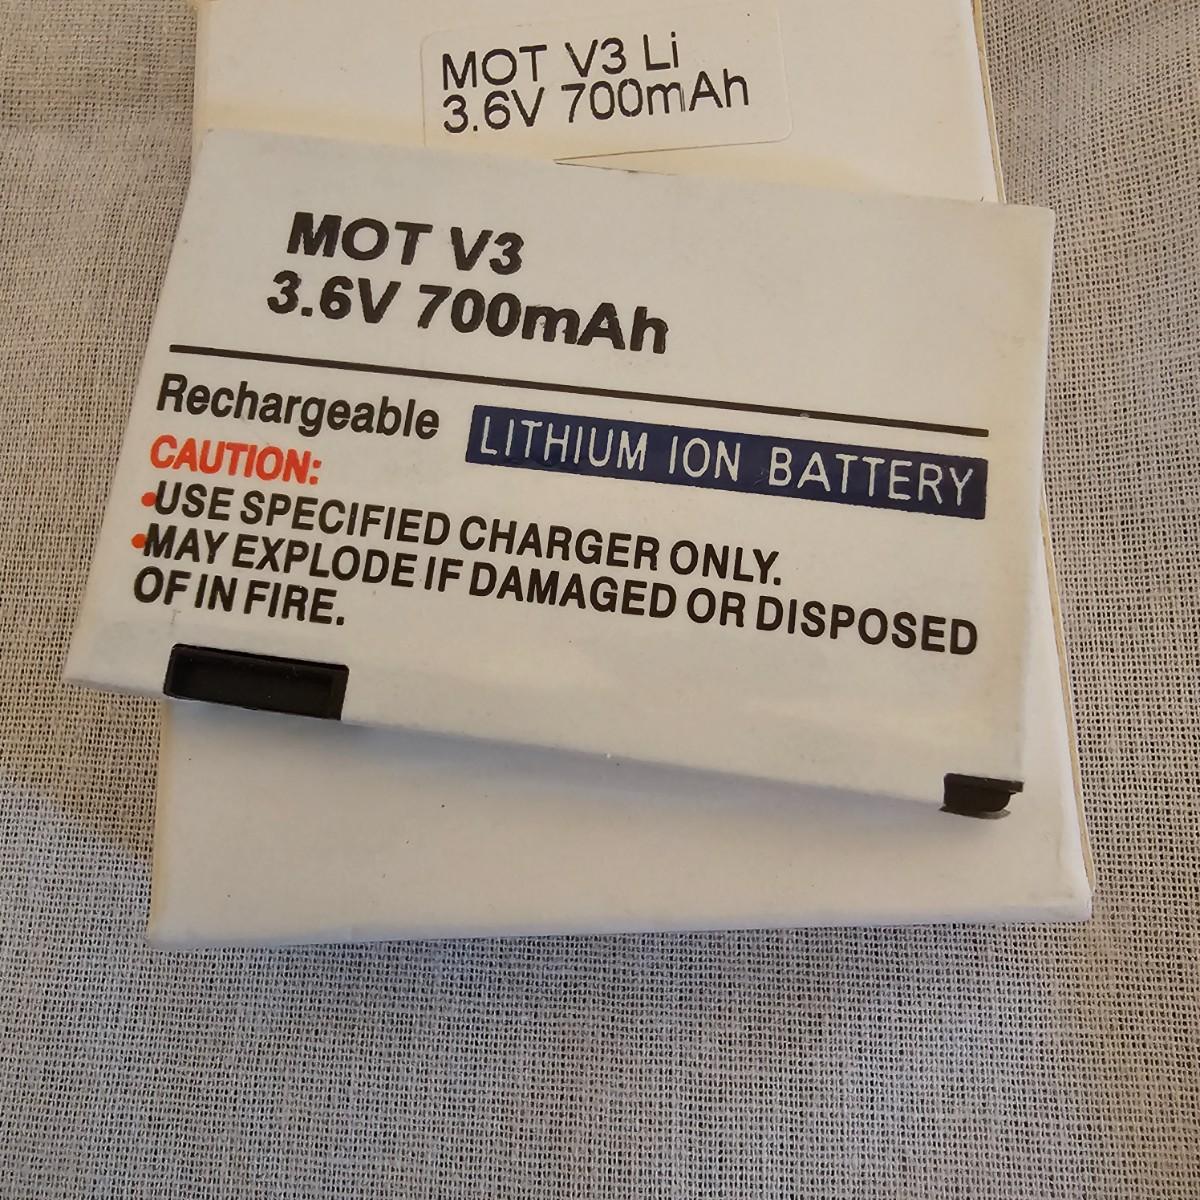 MOT V3 Li
3.6V 700mAh
MOT V3
3.6V 700mAh
Rechargeable LITHIUM ION BATTERY
CAUTION:
•USE SPECIFIED CHARGER ONLY.
•MAY EXPLODE IF DAMAGED OR DISPOSED
OF IN FIRE.